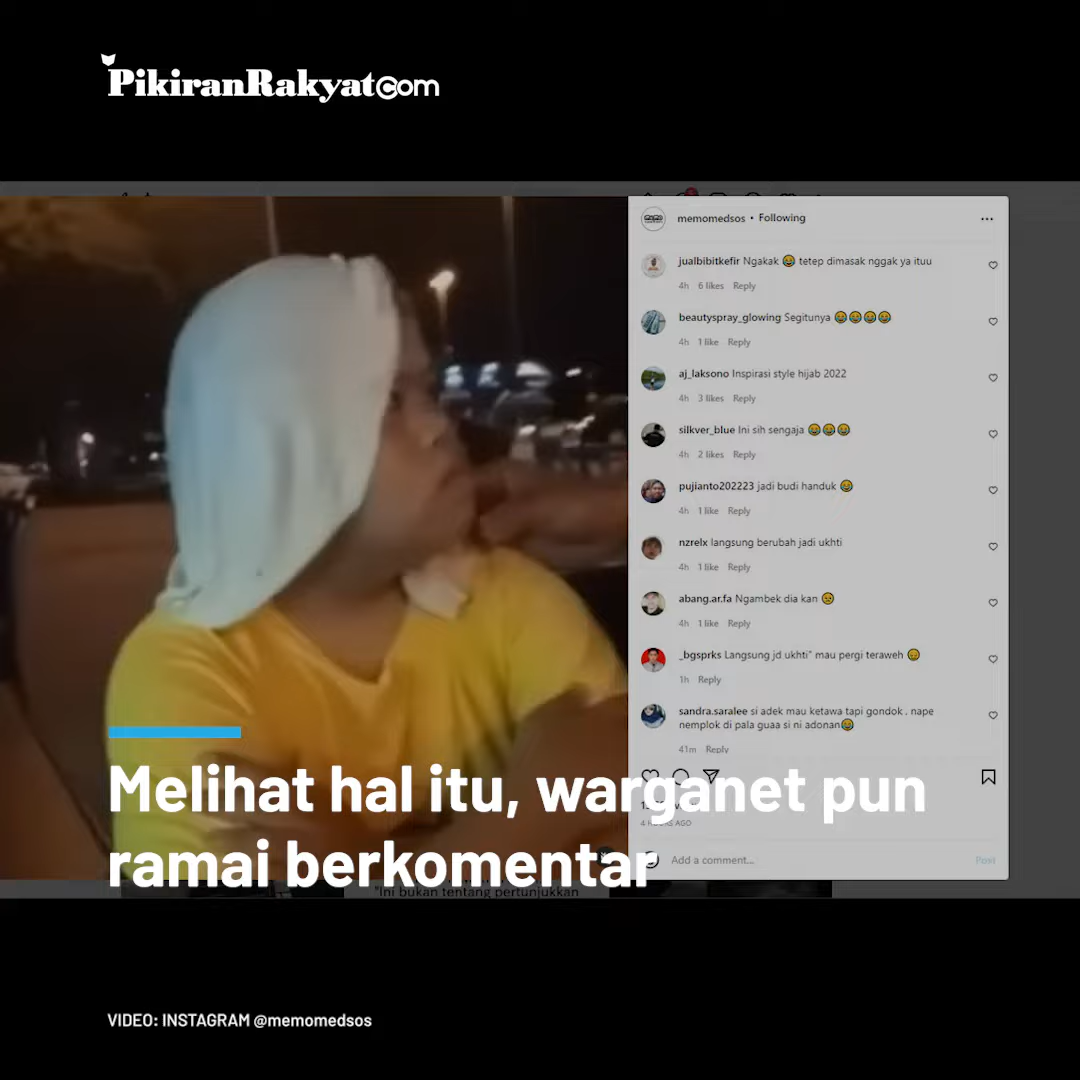 PikiranRakyatcom
memomedsos • Following
jualbibitkefir Ngakak 😂 tetep dimasak nggak ya ituu
4h 6 likes Reply
beautyspray_glowing Segitunya 😂😂😂😂
4h 1 like Reply
aj_laksono Inspirasi style hijab 2022
4h 3 likes Reply
silkver_blue Ini sih sengaja 😂😂😂
4h 2 likes Reply
pujianto202223 jadi budi handuk 😂
4h 1 like Reply
nzrelx langsung berubah jadi ukhti
4h 1 like Reply
abang.ar.fa Ngambek dia kan 😢
4h 1 like Reply
_bgsprks Langsung jd ukhti" mau pergi teraweh 😄
1h Reply
sandra.saralee si adek mau ketawa tapi gondok . nape
nemplok di pala guaa si ni adonan😂
41m Reply
Melihat hal itu, warganet pun
ramai berkomentar
AGO
Add a comment... Post
"Ini bukan tentang pertunjukkan
VIDEO: INSTAGRAM @memomedsos